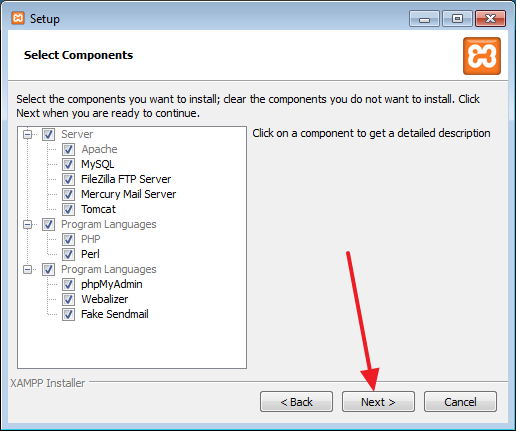 Setup
Select Components
Select the components you want to install; clear the components you do not want to install. Click
Next when you are ready to continue.
Server
Apache
MySQL
FileZilla FTP Server
Mercury Mail Server
Tomcat
Program Languages
PHP
Perl
Program Languages
phpMyAdmin
Webalizer
Fake Sendmail
Click on a component to get a detailed description
XAMPP Installer
< Back
Next >
Cancel